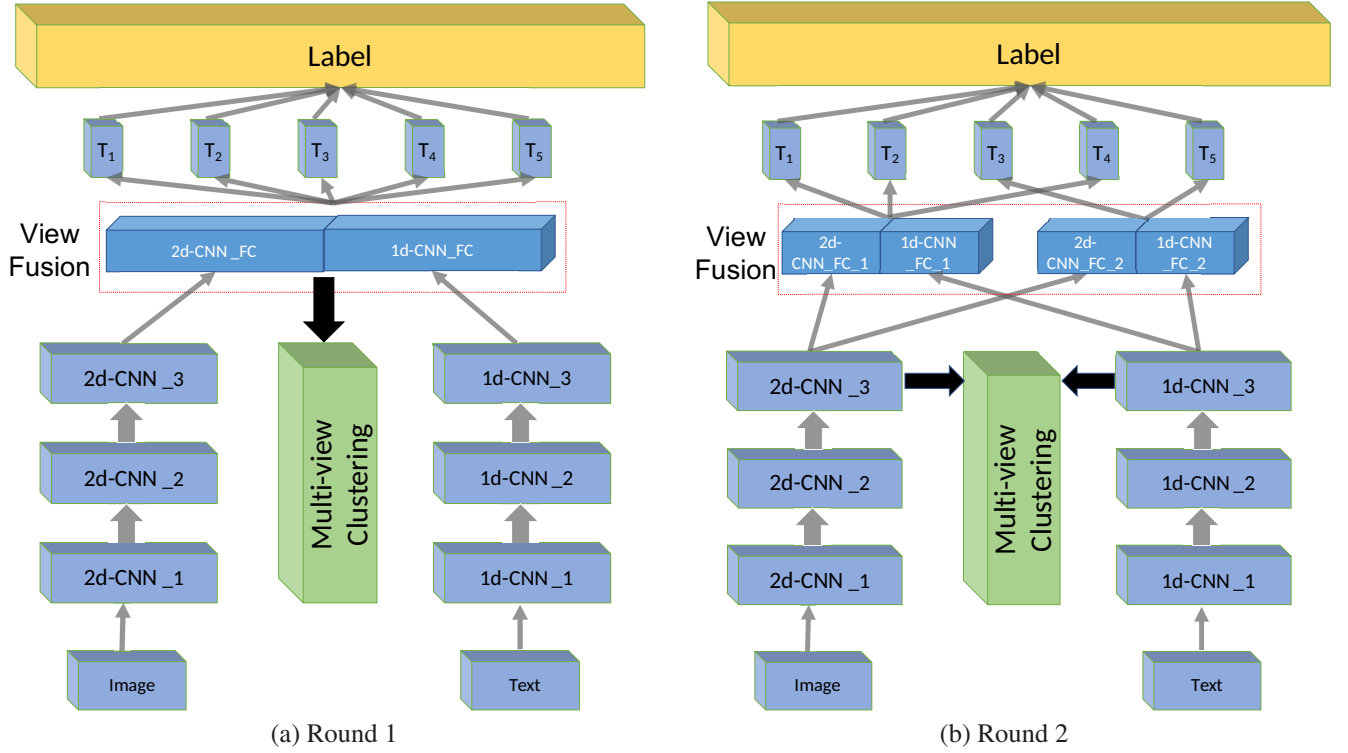 Label
T1
T2
T3
T4
T5
View
Fusion
2d-CNN _FC
1d-CNN_FC
2d-CNN _3
2d-CNN _2
2d-CNN _1
Image
Multi-view
Clustering
1d-CNN_3
1d-CNN _2
1d-CNN _1
Text
(a) Round 1
Label
T1
T2
T3
T4
T5
View
Fusion
2d-
CNN_FC_1
1d-CNN
_FC_1
2d-
CNN_FC_2
1d-CNN
_FC_2
2d-CNN _3
2d-CNN _2
2d-CNN _1
Image
Multi-view
Clustering
1d-CNN _3
1d-CNN _2
1d-CNN _1
Text
(b) Round 2